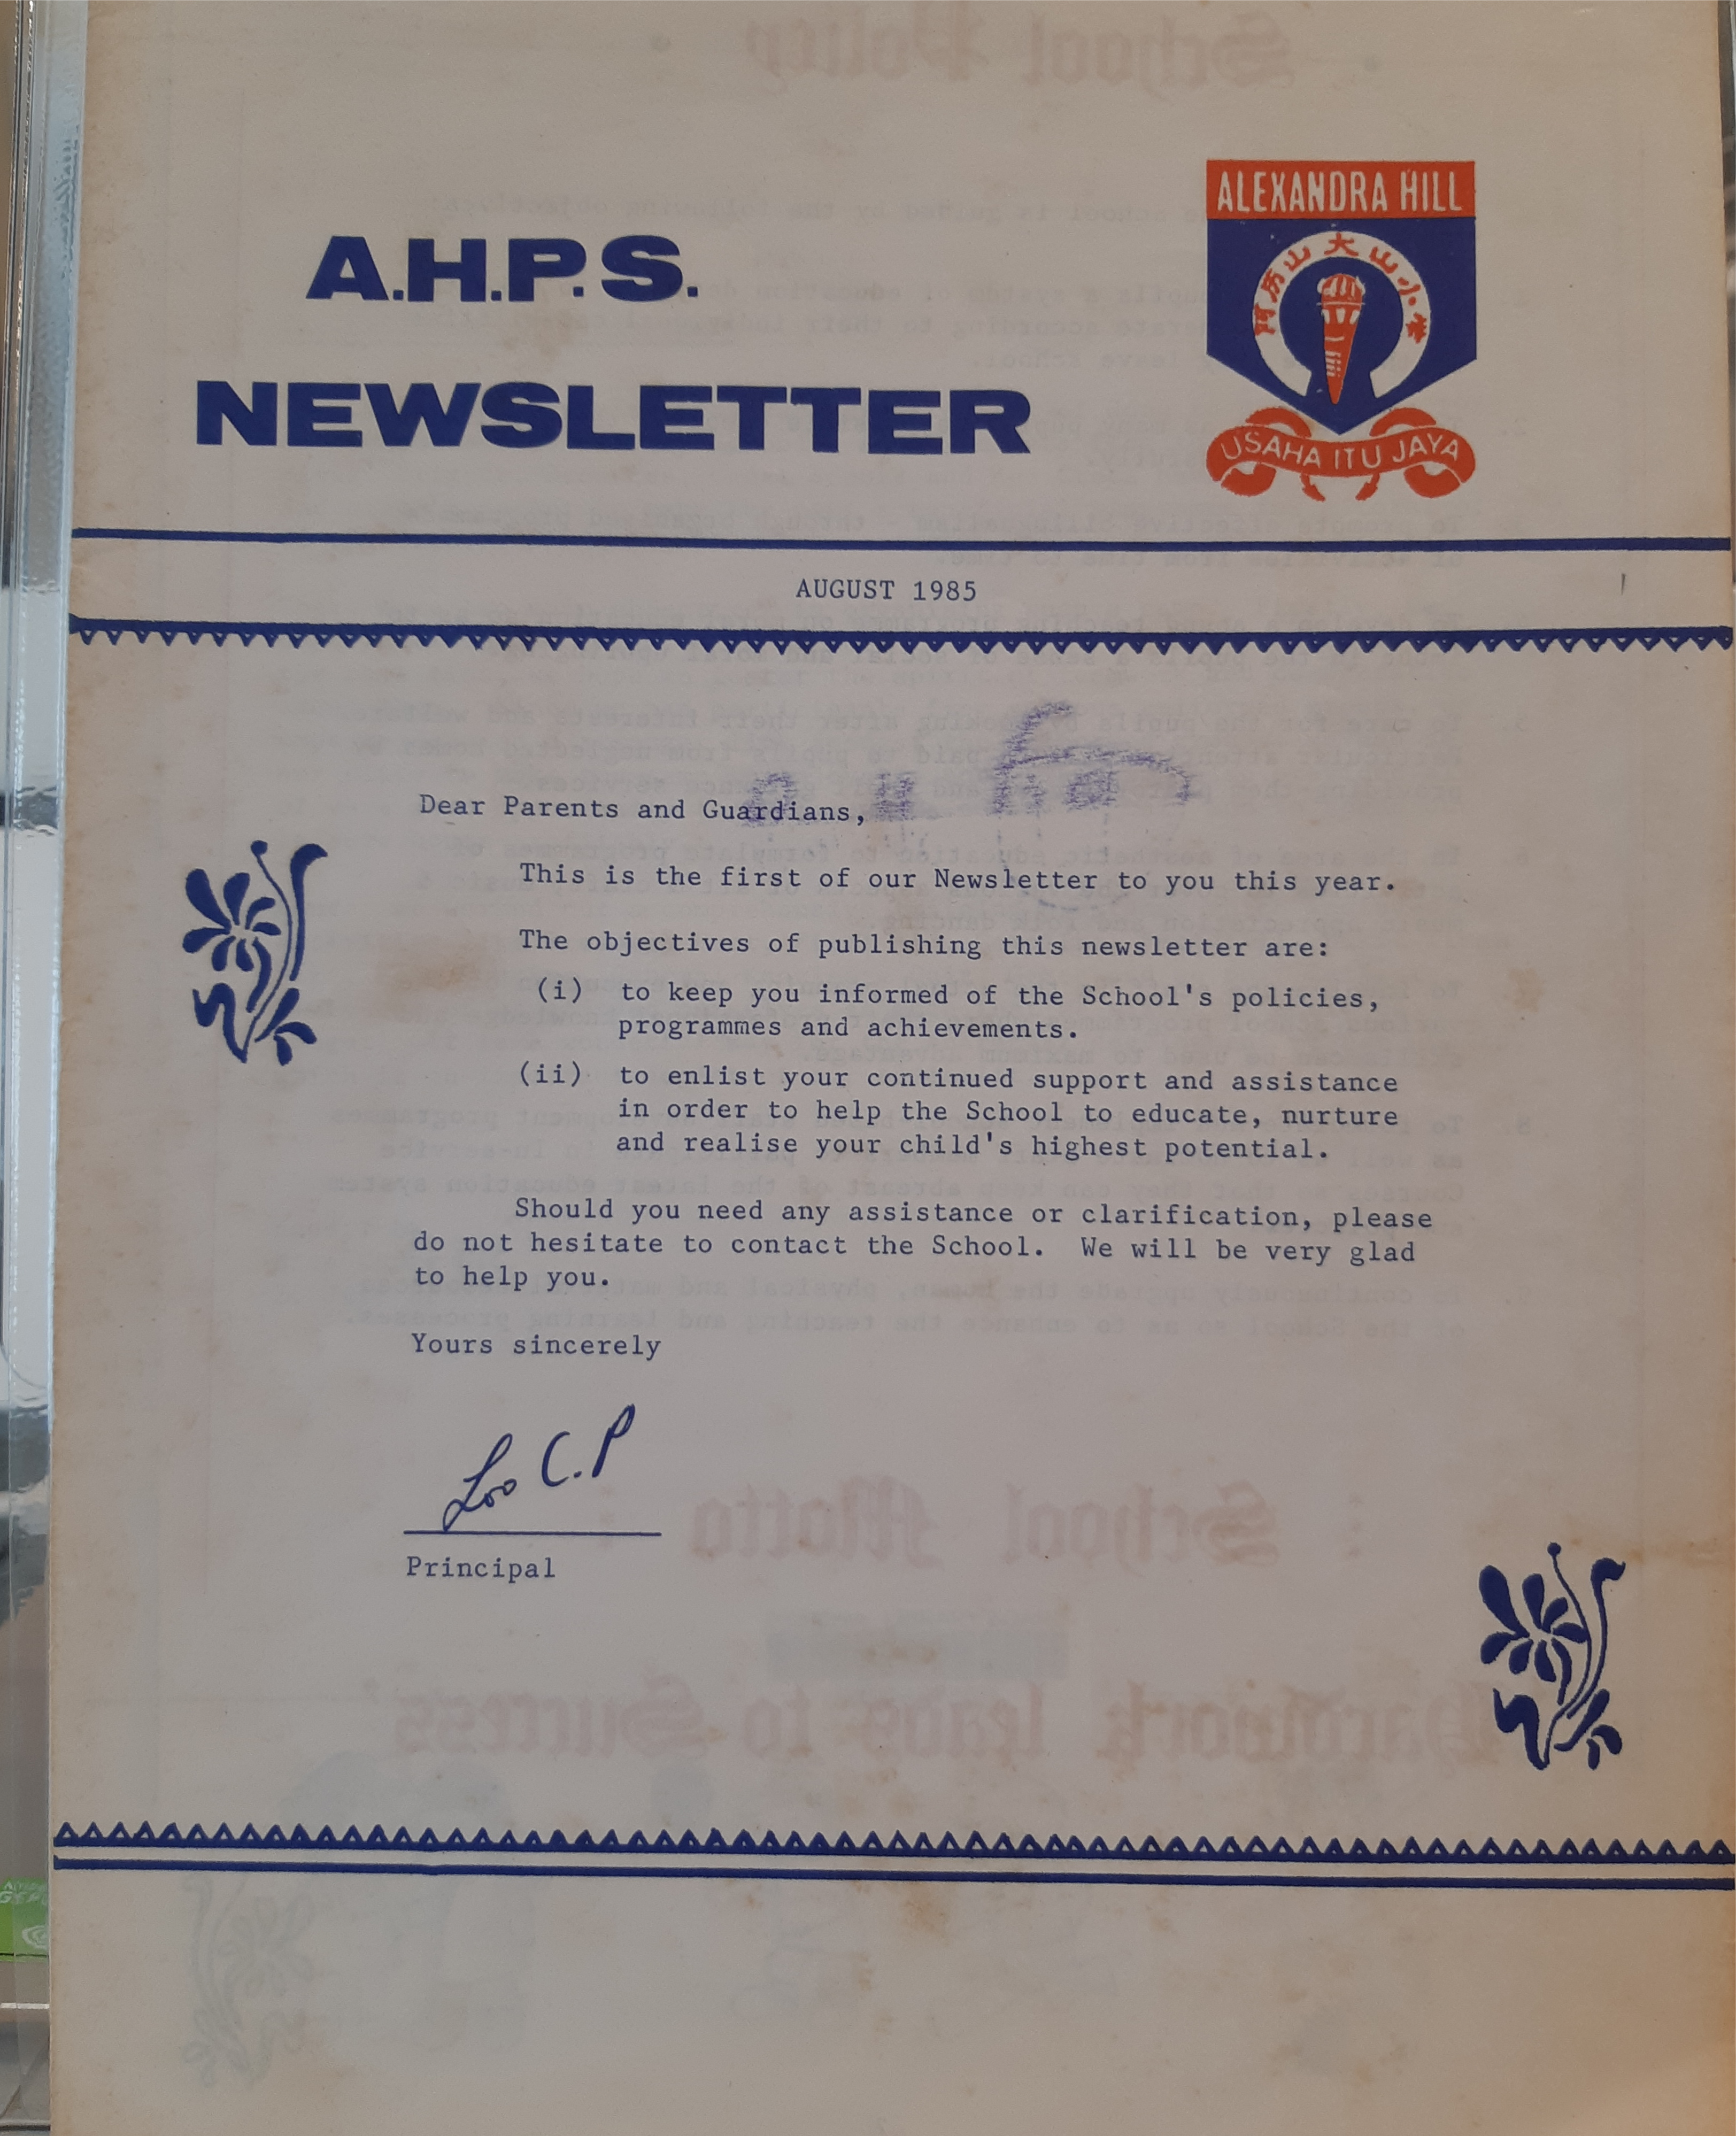 A.H.P.S.
NEWSLETTER
ALEXANDRA HILL
阿历山大山小学
USAHA ITU JAYA
AUGUST 1985
Dear Parents and Guardians,
This is the first of our Newsletter to you this year.
The objectives of publishing this newsletter are:
(i) to keep you informed of the School's policies,
programmes and achievements.
(ii) to enlist your continued support and assistance
in order to help the School to educate, nurture
and realise your child's highest potential.
Should you need any assistance or clarification, please
do not hesitate to contact the School. We will be very glad
to help you.
Yours sincerely
Loo C.P
Principal